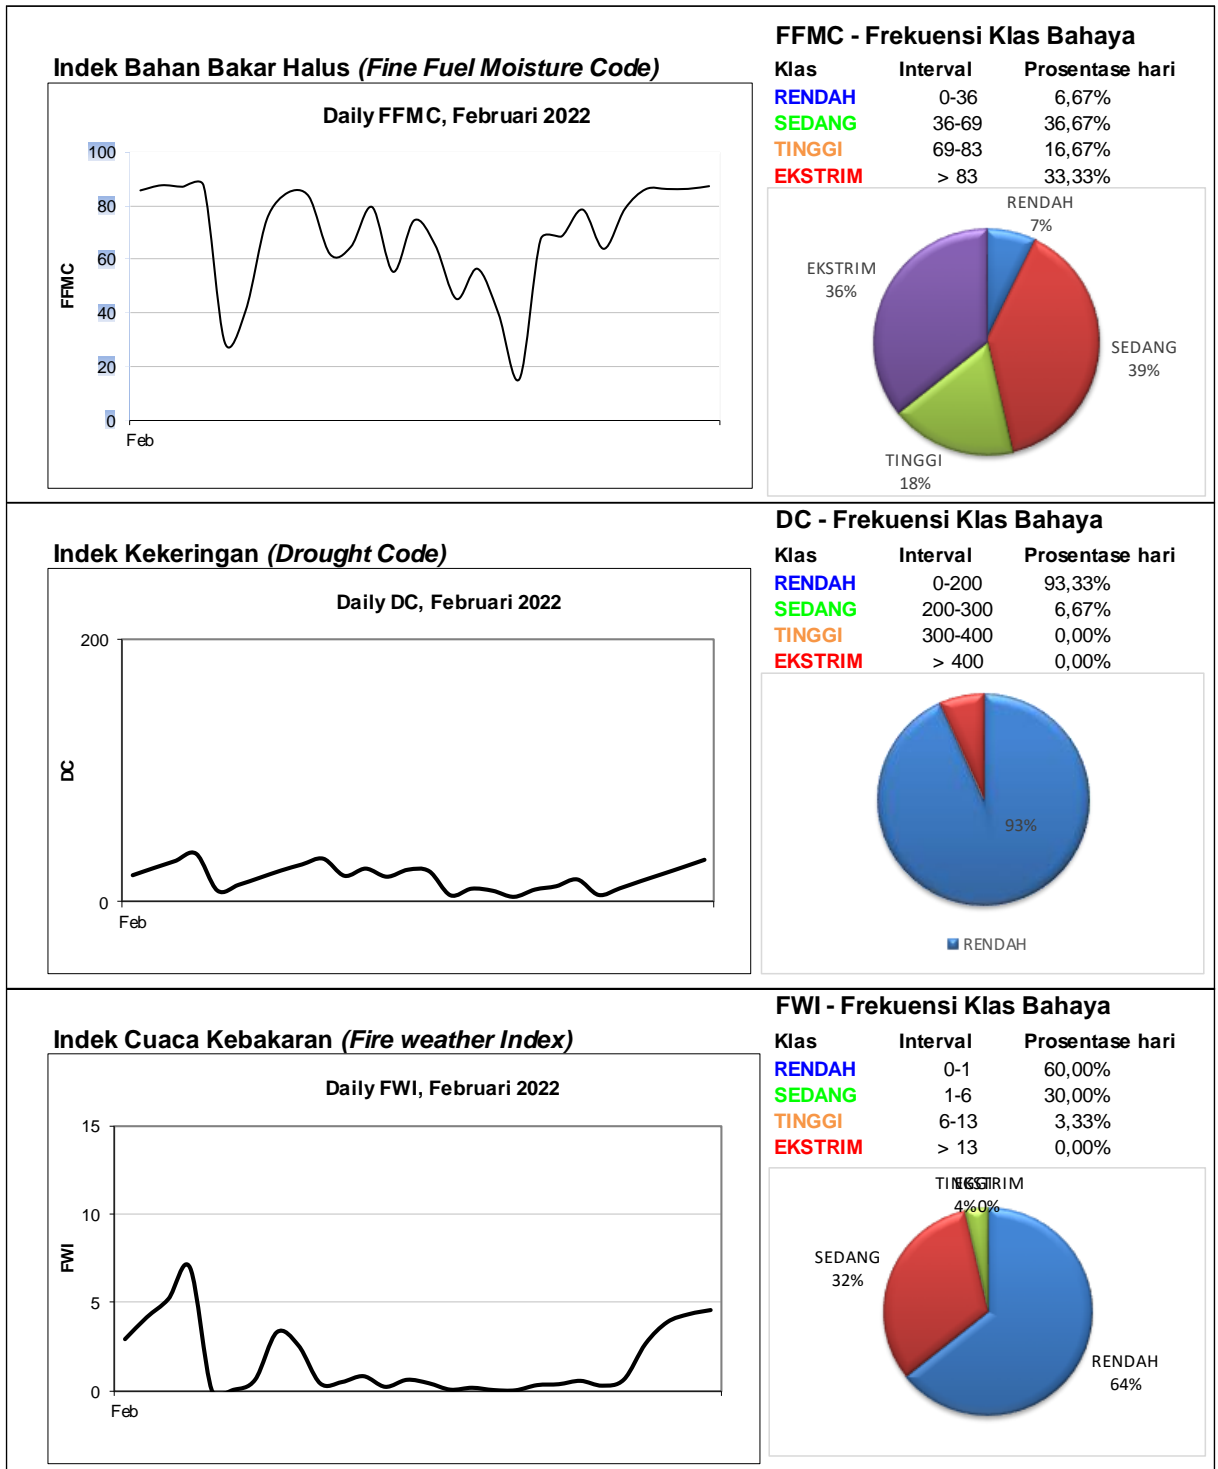 Indek Bahan Bakar Halus (Fine Fuel Moisture Code)
Daily FFMC, Februari 2022
100
80
60
40
20
0
FFMC
Feb
FFMC - Frekuensi Klas Bahaya
Klas Interval Prosentase hari
RENDAH 0-36 6,67%
SEDANG 36-69 36,67%
TINGGI 69-83 16,67%
EKSTRIM > 83 33,33%
RENDAH
7%
EKSTRIM
36%
SEDANG
39%
TINGGI
18%
Indek Kekeringan (Drought Code)
Daily DC, Februari 2022
200
DC
0
Feb
DC - Frekuensi Klas Bahaya
Klas Interval Prosentase hari
RENDAH 0-200 93,33%
SEDANG 200-300 6,67%
TINGGI 300-400 0,00%
EKSTRIM > 400 0,00%
93%
RENDAH
Indek Cuaca Kebakaran (Fire weather Index)
Daily FWI, Februari 2022
15
10
5
0
FWI
Feb
FWI - Frekuensi Klas Bahaya
Klas Interval Prosentase hari
RENDAH 0-1 60,00%
SEDANG 1-6 30,00%
TINGGI 6-13 3,33%
EKSTRIM > 13 0,00%
TINGGI EKSTRIM
4% 0%
SEDANG
32%
RENDAH
64%